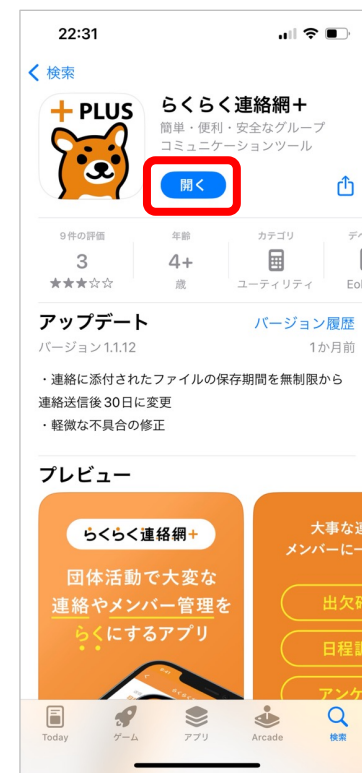 22:31
検索
+ PLUS
らくらく連絡網+
簡単・便利・安全なグループ
コミュニケーションツール
開く
9件の評価
年齢
カテゴリ
3
4+
★★★☆☆
歳
ユーティリティ
アップデート
バージョン履歴
バージョン 1.1.12
1か月前
・連絡に添付されたファイルの保存期間を無制限から
連絡送信後30日に変更
・軽微な不具合の修正
プレビュー
らくらく連絡網+
団体活動で大変な
連絡やメンバー管理を
らくにするアプリ
大事な連
メンバーに一
出欠確
日程調
アンケ
Today
ゲーム
アプリ
Arcade
検索